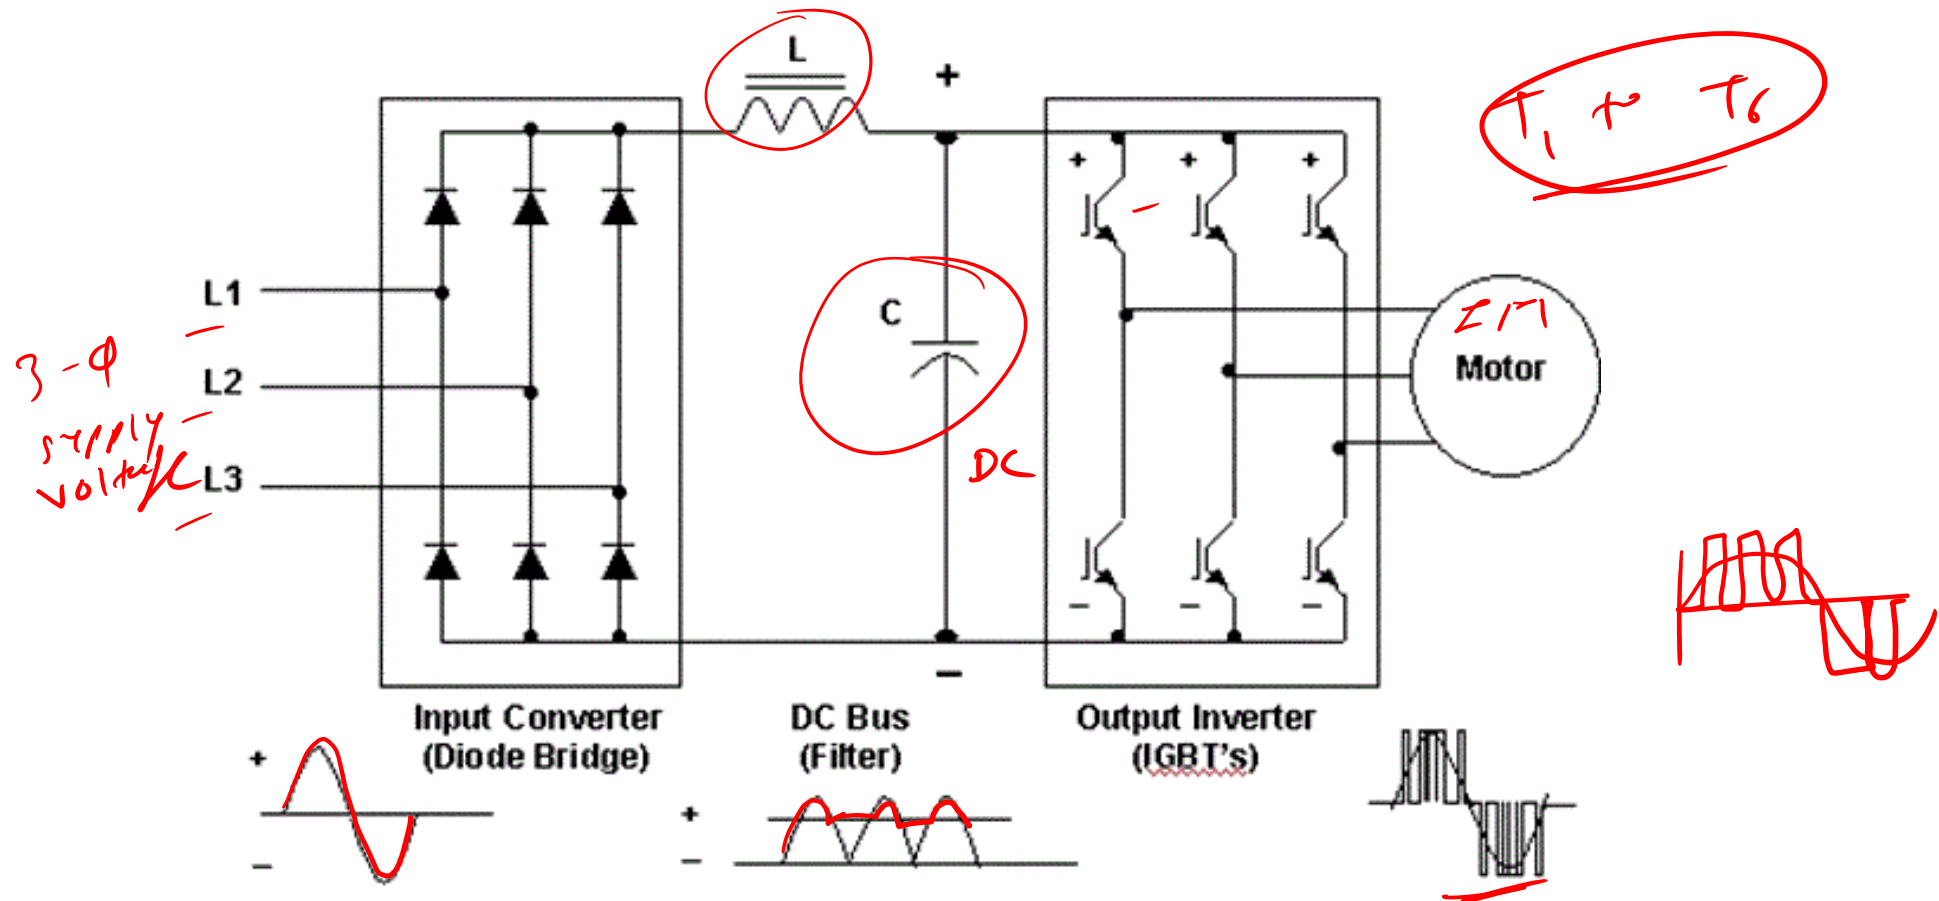 L
+
T1 to T6
+ + +
L1
C
IM
Motor
3-φ
L2
supply
voltage
L3
DC
− − −
−
Input Converter
(Diode Bridge)
DC Bus
(Filter)
Output Inverter
(IGBT's)
+
−
+
−